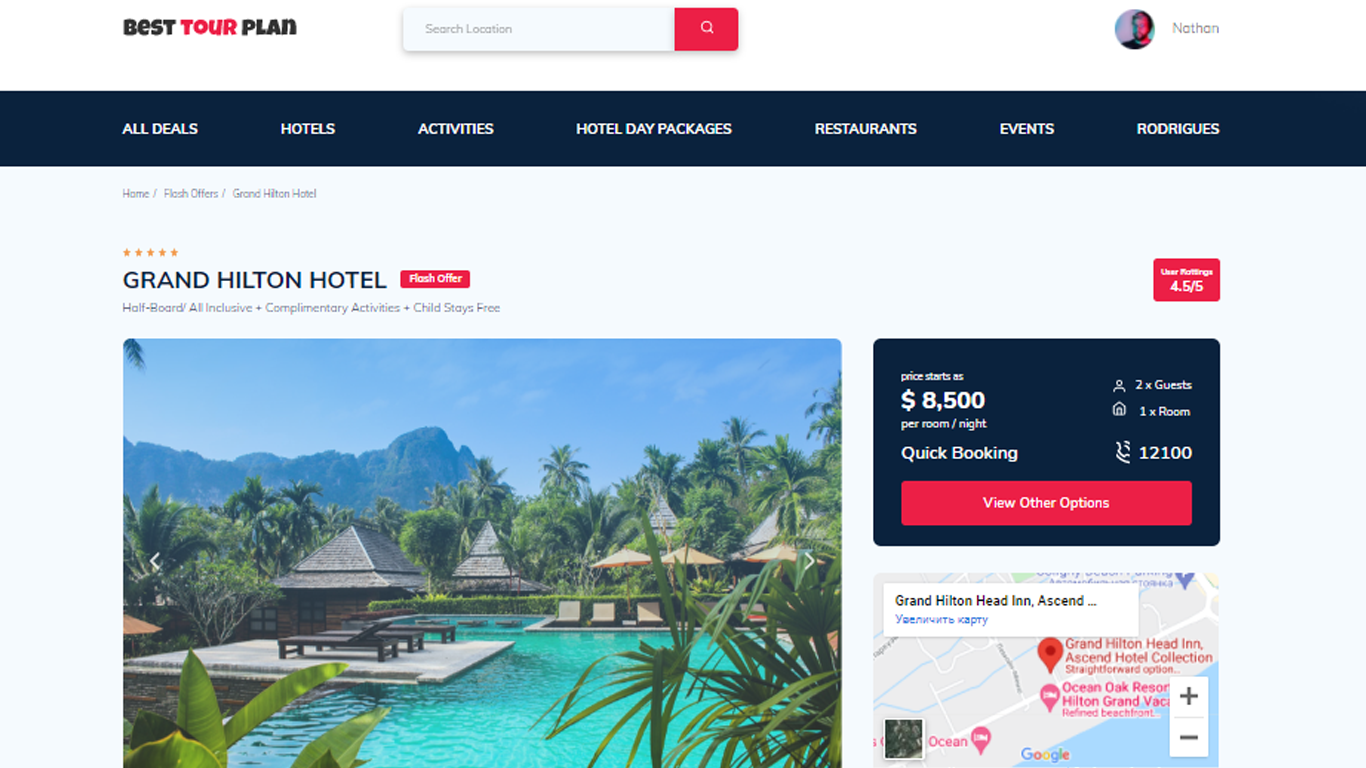 BEST TOUR PLAN
Search Location
Nathan
ALL DEALS HOTELS ACTIVITIES HOTEL DAY PACKAGES RESTAURANTS EVENTS RODRIGUES
Home / Flash Offers / Grand Hilton Hotel
GRAND HILTON HOTEL Flash Offer
Half-Board/ All Inclusive + Complimentary Activities + Child Stays Free
User Rattings
4.5/5
price starts as
$ 8,500
per room / night
2 x Guests
1 x Room
Quick Booking 12100
View Other Options
Автомобильная стоянка
Grand Hilton Head Inn, Ascend ...
Увеличить карту
Grand Hilton Head Inn,
Ascend Hotel Collection
Straightforward option...
Ocean Oak Resor
Hilton Grand Vaca
Refined beachfront...
Ocean
Google